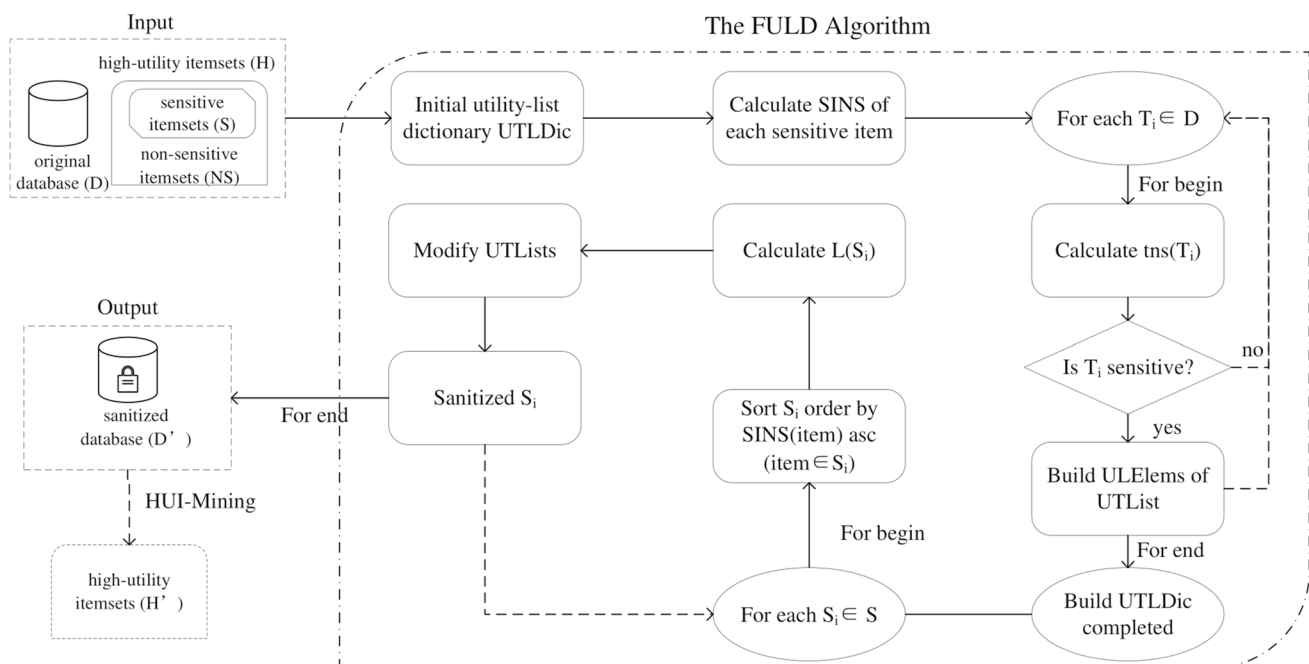 Input
The FULD Algorithm
high-utility itemsets (H)
sensitive
itemsets (S)
non-sensitive
itemsets (NS)
original
database (D)
Initial utility-list
dictionary UTLDic
Calculate SINS of
each sensitive item
For each Tᵢ∈ D
For begin
Calculate tns(Tᵢ)
Is Tᵢ sensitive?
no
yes
Build ULElems of
UTList
For end
Build UTLDic
completed
For each Sᵢ∈ S
For begin
Sort Sᵢ order by
SINS(item) asc
(item∈Sᵢ)
Calculate L(Sᵢ)
Modify UTLists
Sanitized Sᵢ
For end
Output
sanitized
database (D’)
HUI-Mining
high-utility
itemsets (H’)